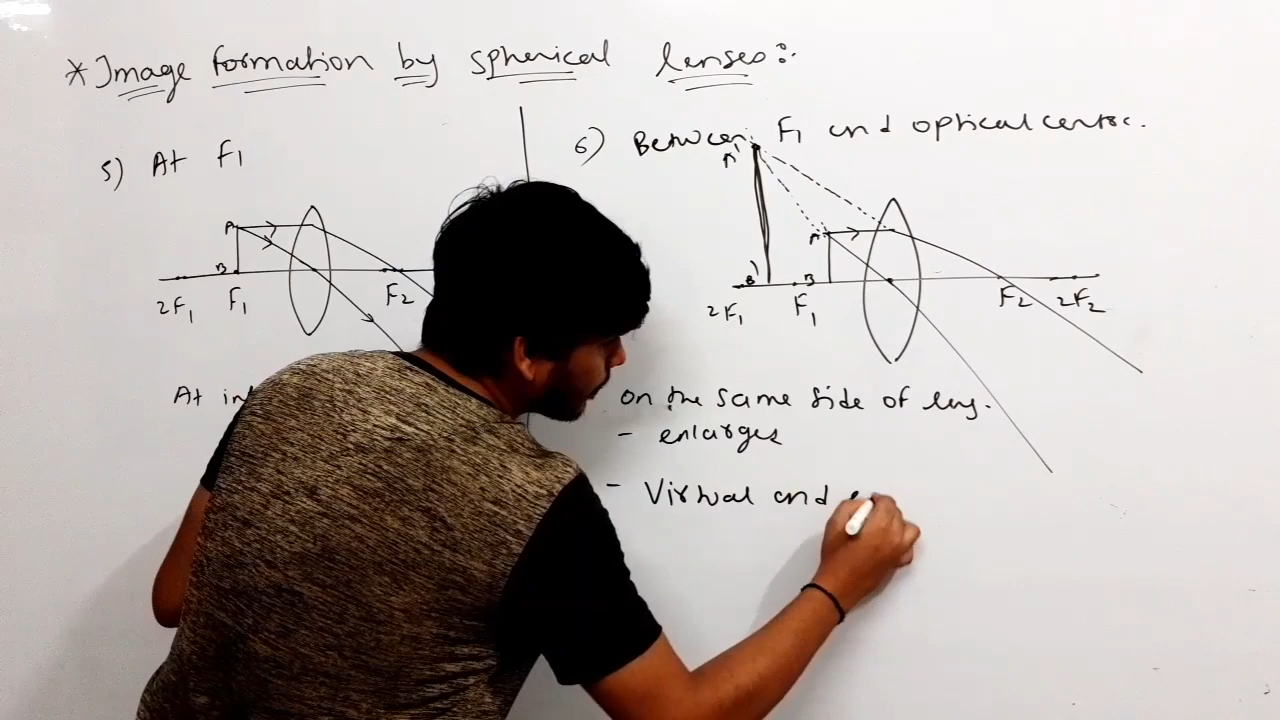 * Image formation by spherical lenses:-
5) At F1
A
B
2F1 F1 F2
At in
6) Between F1 and optical centre.
A'
A
B' B
2F1 F1 F2 2F2
on the same side of lens.
- enlarges
- Virtual and